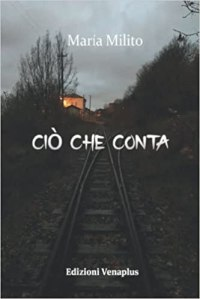 Maria Milito
CIÒ CHE CONTA
Edizioni Venaplus